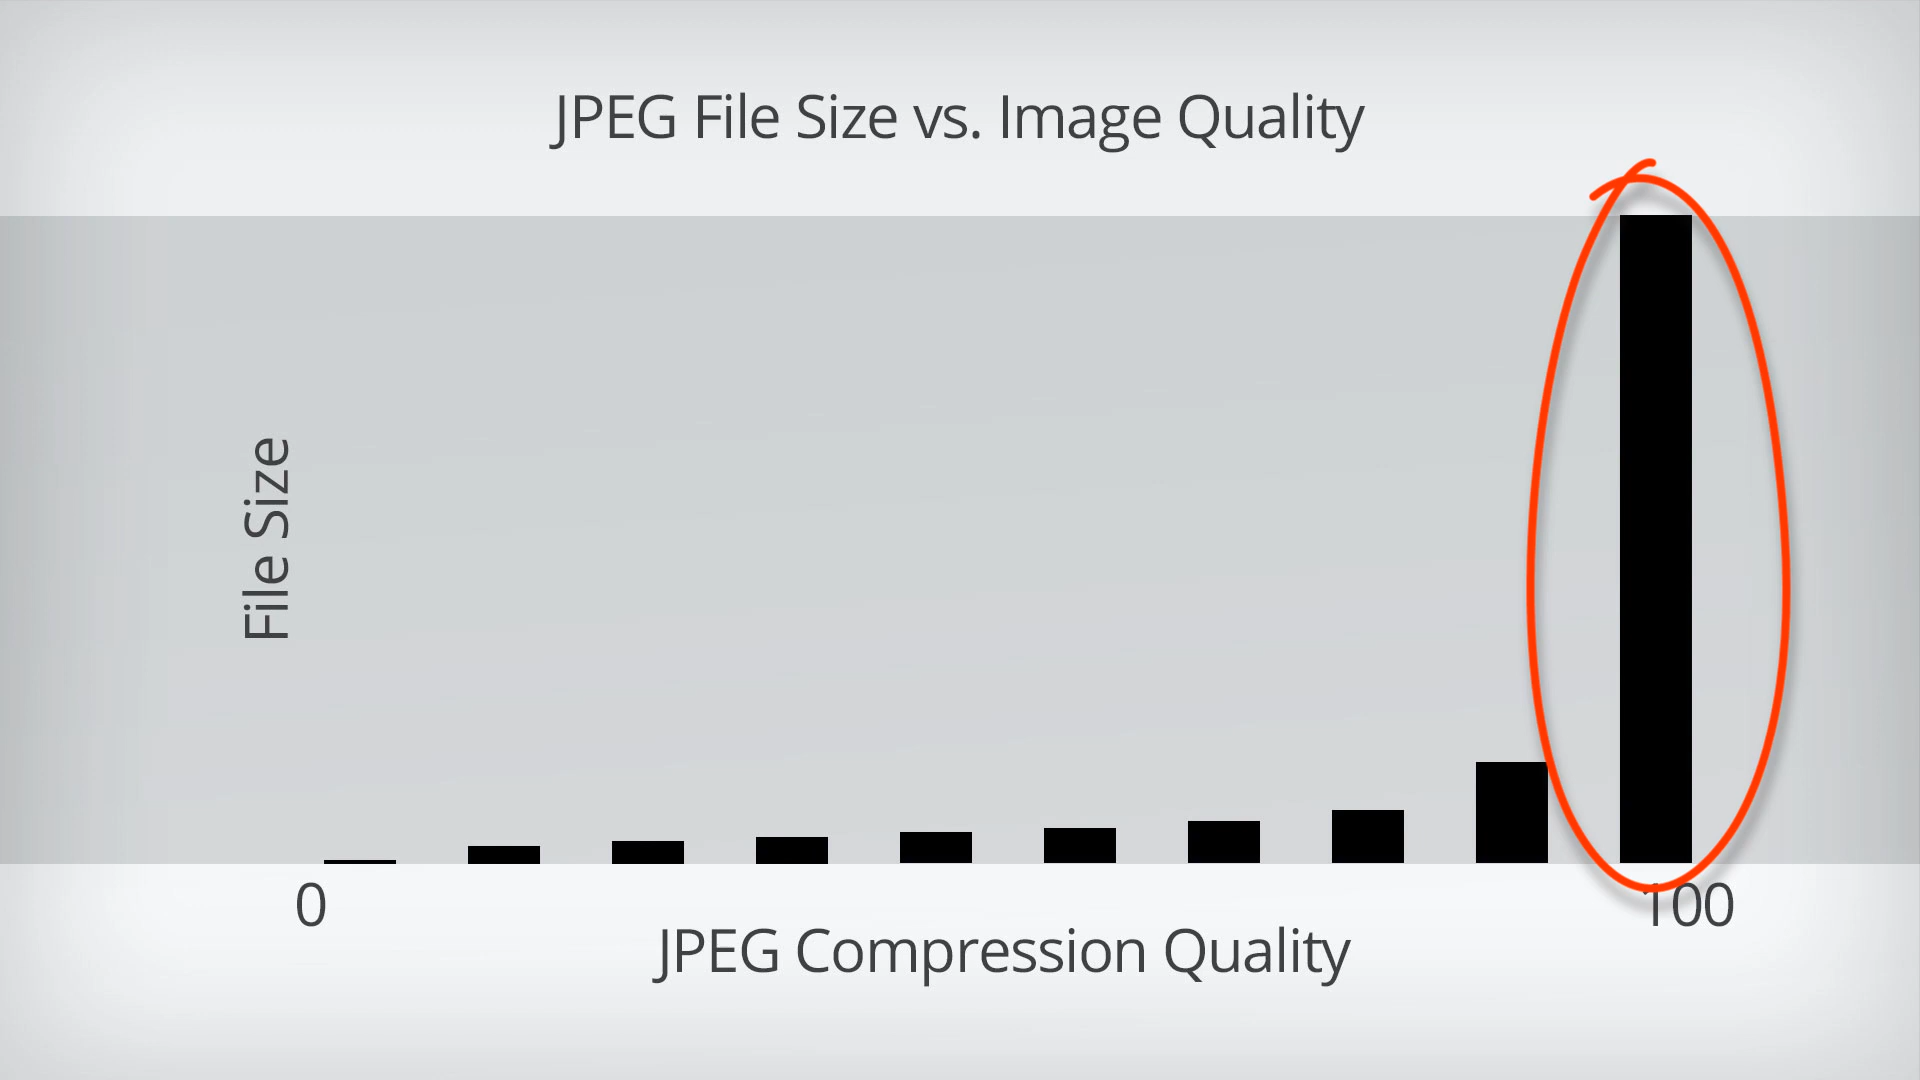 JPEG File Size vs. Image Quality
File Size
0
100
JPEG Compression Quality